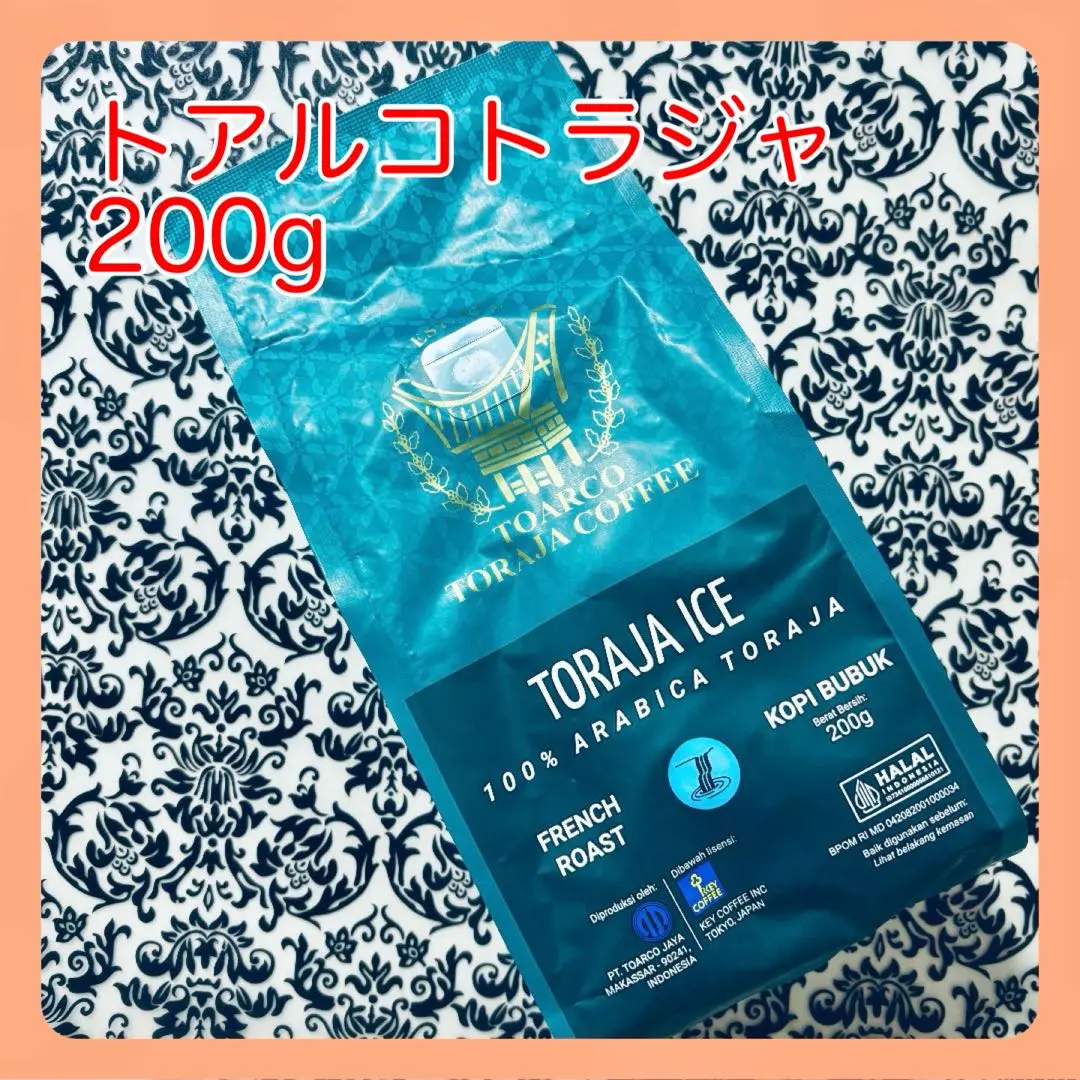 トアルコトラジャ
200g
TOARCO
TORAJA COFFEE
TORAJA ICE
100% ARABICA TORAJA
KOPI BUBUK
Berat Bersih:
200g
FRENCH
ROAST
HALAL
INDONESIA
BPOM RI MD 042082001000034
Baik digunakan sebelum:
Lihat belakang kemasan
Diproduksi oleh:
PT. TOARCO JAYA
MAKASSAR - 90241,
INDONESIA
Dibawah lisensi:
KEY
COFFEE
KEY COFFEE INC
TOKYO, JAPAN